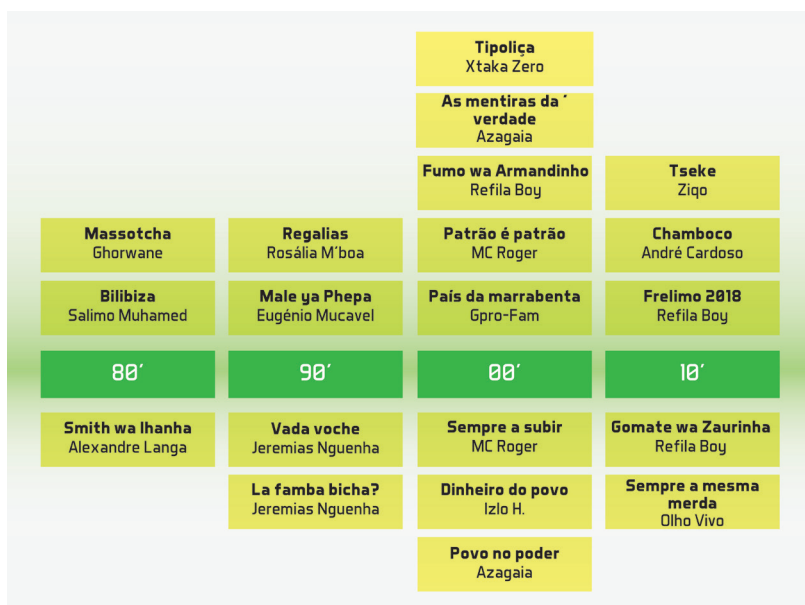 Tipoliça
Xtaka Zero
As mentiras da ´
verdade
Azagaia
Fumo wa Armandinho
Refila Boy
Tseke
Ziqo
Massotcha
Ghorwane
Regalias
Rosália M´boa
Patrão é patrão
MC Roger
Chamboco
André Cardoso
Bilibiza
Salimo Muhamed
Male ya Phepa
Eugénio Mucavel
País da marrabenta
Gpro-Fam
Frelimo 2018
Refila Boy
80´
90´
00´
10´
Smith wa lhanha
Alexandre Langa
Vada voche
Jeremias Nguenha
Sempre a subir
MC Roger
Gomate wa Zaurinha
Refila Boy
La famba bicha?
Jeremias Nguenha
Dinheiro do povo
Izlo H.
Sempre a mesma
merda
Olho Vivo
Povo no poder
Azagaia